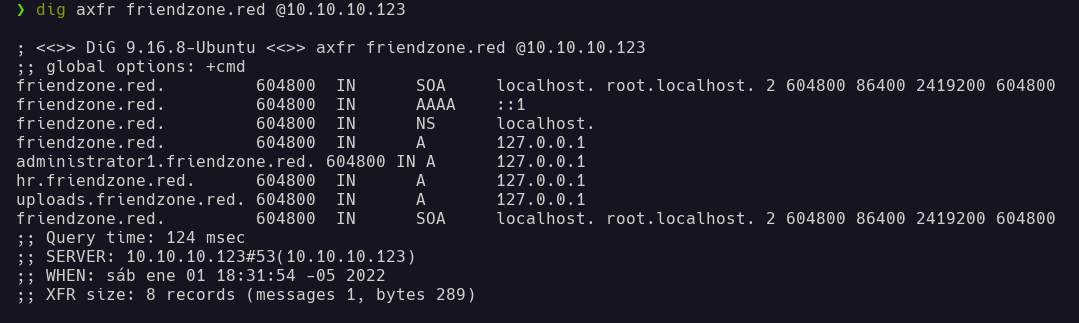 ❯ dig axfr friendzone.red @10.10.10.123
; <<>> DiG 9.16.8-Ubuntu <<>> axfr friendzone.red @10.10.10.123
;; global options: +cmd
friendzone.red.         604800  IN      SOA     localhost. root.localhost. 2 604800 86400 2419200 604800
friendzone.red.         604800  IN      AAAA    ::1
friendzone.red.         604800  IN      NS      localhost.
friendzone.red.         604800  IN      A       127.0.0.1
administrator1.friendzone.red. 604800 IN A      127.0.0.1
hr.friendzone.red.      604800  IN      A       127.0.0.1
uploads.friendzone.red. 604800  IN      A       127.0.0.1
friendzone.red.         604800  IN      SOA     localhost. root.localhost. 2 604800 86400 2419200 604800
;; Query time: 124 msec
;; SERVER: 10.10.10.123#53(10.10.10.123)
;; WHEN: sáb ene 01 18:31:54 -05 2022
;; XFR size: 8 records (messages 1, bytes 289)